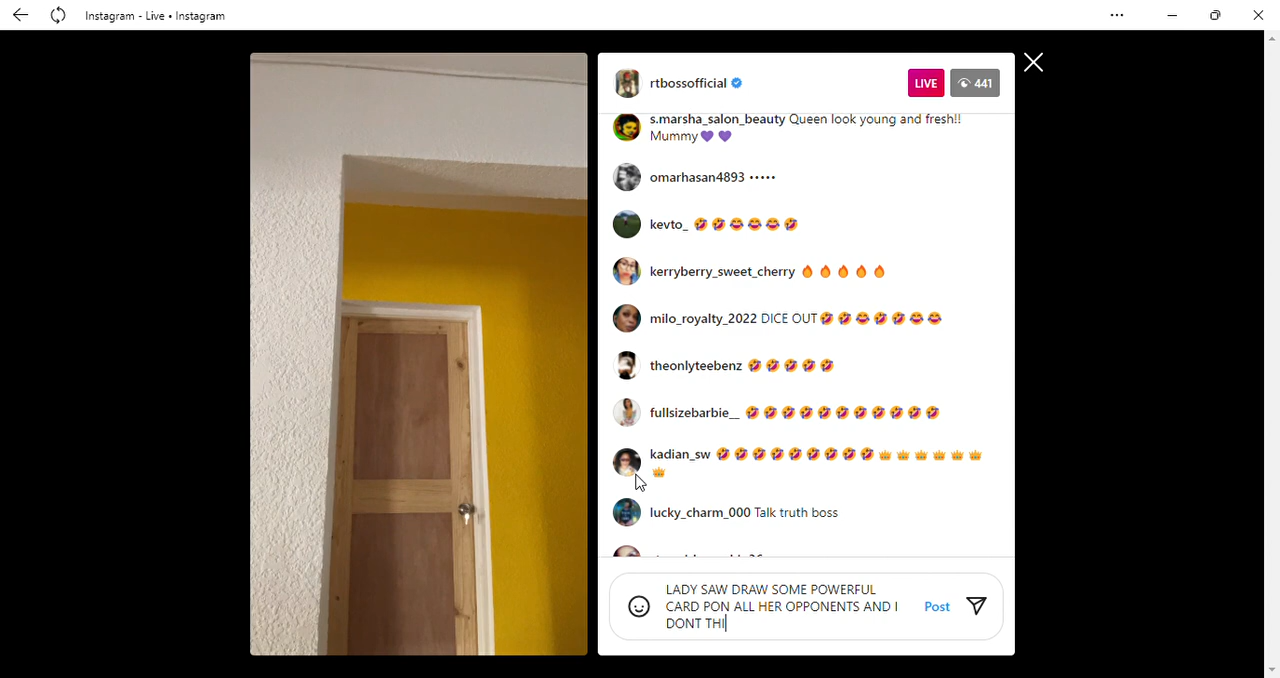 Instagram - Live • Instagram
rtbossofficial
LIVE
441
s.marsha_salon_beauty Queen look young and fresh!!
Mummy💜💜
omarhasan4893 •••••
kevto_ 🤣🤣😂😂😂🤣
kerryberry_sweet_cherry 🔥🔥🔥🔥🔥
milo_royalty_2022 DICE OUT🤣🤣😂🤣🤣😂😂
theonlyteebenz 🤣🤣🤣🤣🤣
fullsizebarbie__ 🤣🤣🤣🤣🤣🤣🤣🤣🤣🤣🤣
kadian_sw 🤣🤣🤣🤣🤣🤣🤣🤣🤣👑👑👑👑👑👑
👑
lucky_charm_000 Talk truth boss
LADY SAW DRAW SOME POWERFUL
CARD PON ALL HER OPPONENTS AND I
DONT THI
Post